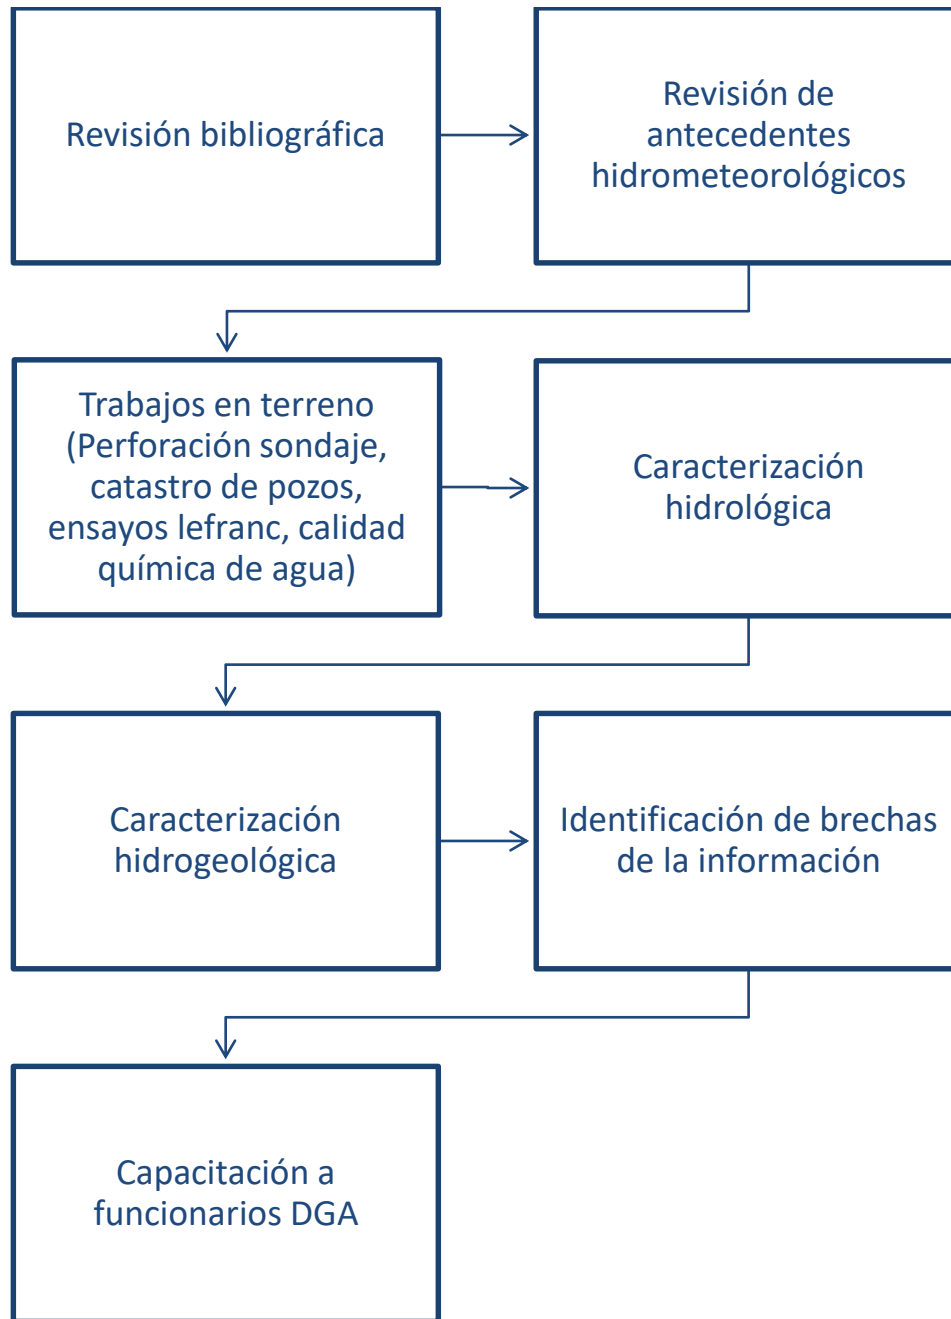 Revisión bibliográfica
Revisión de
antecedentes
hidrometeorológicos
Trabajos en terreno
(Perforación sondaje,
catastro de pozos,
ensayos lefranc, calidad
química de agua)
Caracterización
hidrológica
Caracterización
hidrogeológica
Identificación de brechas
de la información
Capacitación a
funcionarios DGA